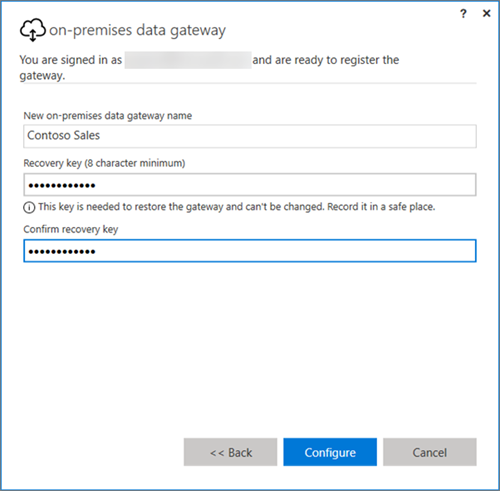 ? ×
on-premises data gateway
You are signed in as and are ready to register the
gateway.
New on-premises data gateway name
Contoso Sales
Recovery key (8 character minimum)
••••••••••••
This key is needed to restore the gateway and can't be changed. Record it in a safe place.
Confirm recovery key
••••••••••••
<< Back Configure Cancel